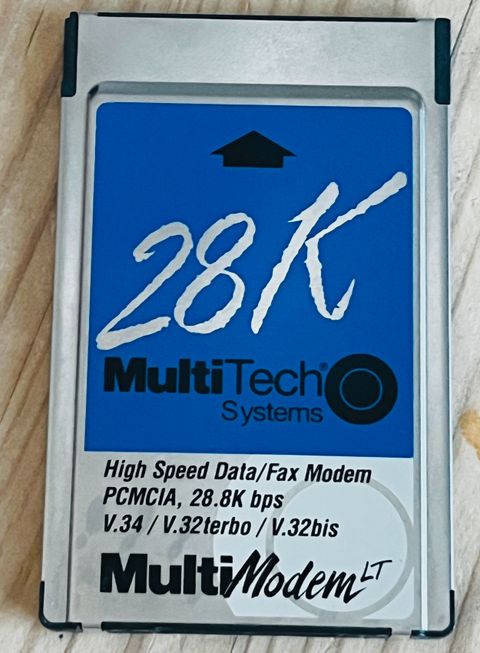 28K
MultiTech®
Systems
High Speed Data/Fax Modem
PCMCIA, 28.8K bps
V.34 / V.32terbo / V.32bis
MultiModem LT